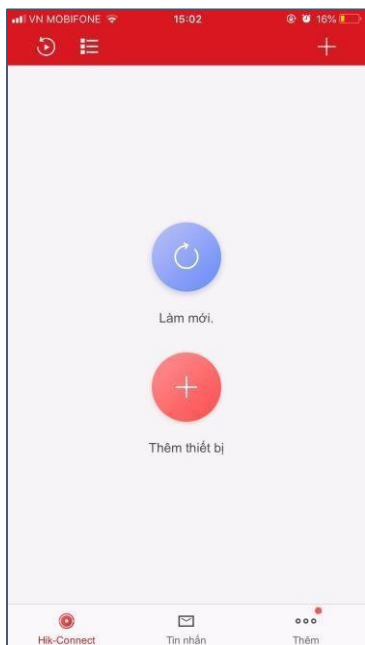 VN MOBIFONE 15:02 16%
Làm mới.
Thêm thiết bị
Hik-Connect Tin nhắn Thêm